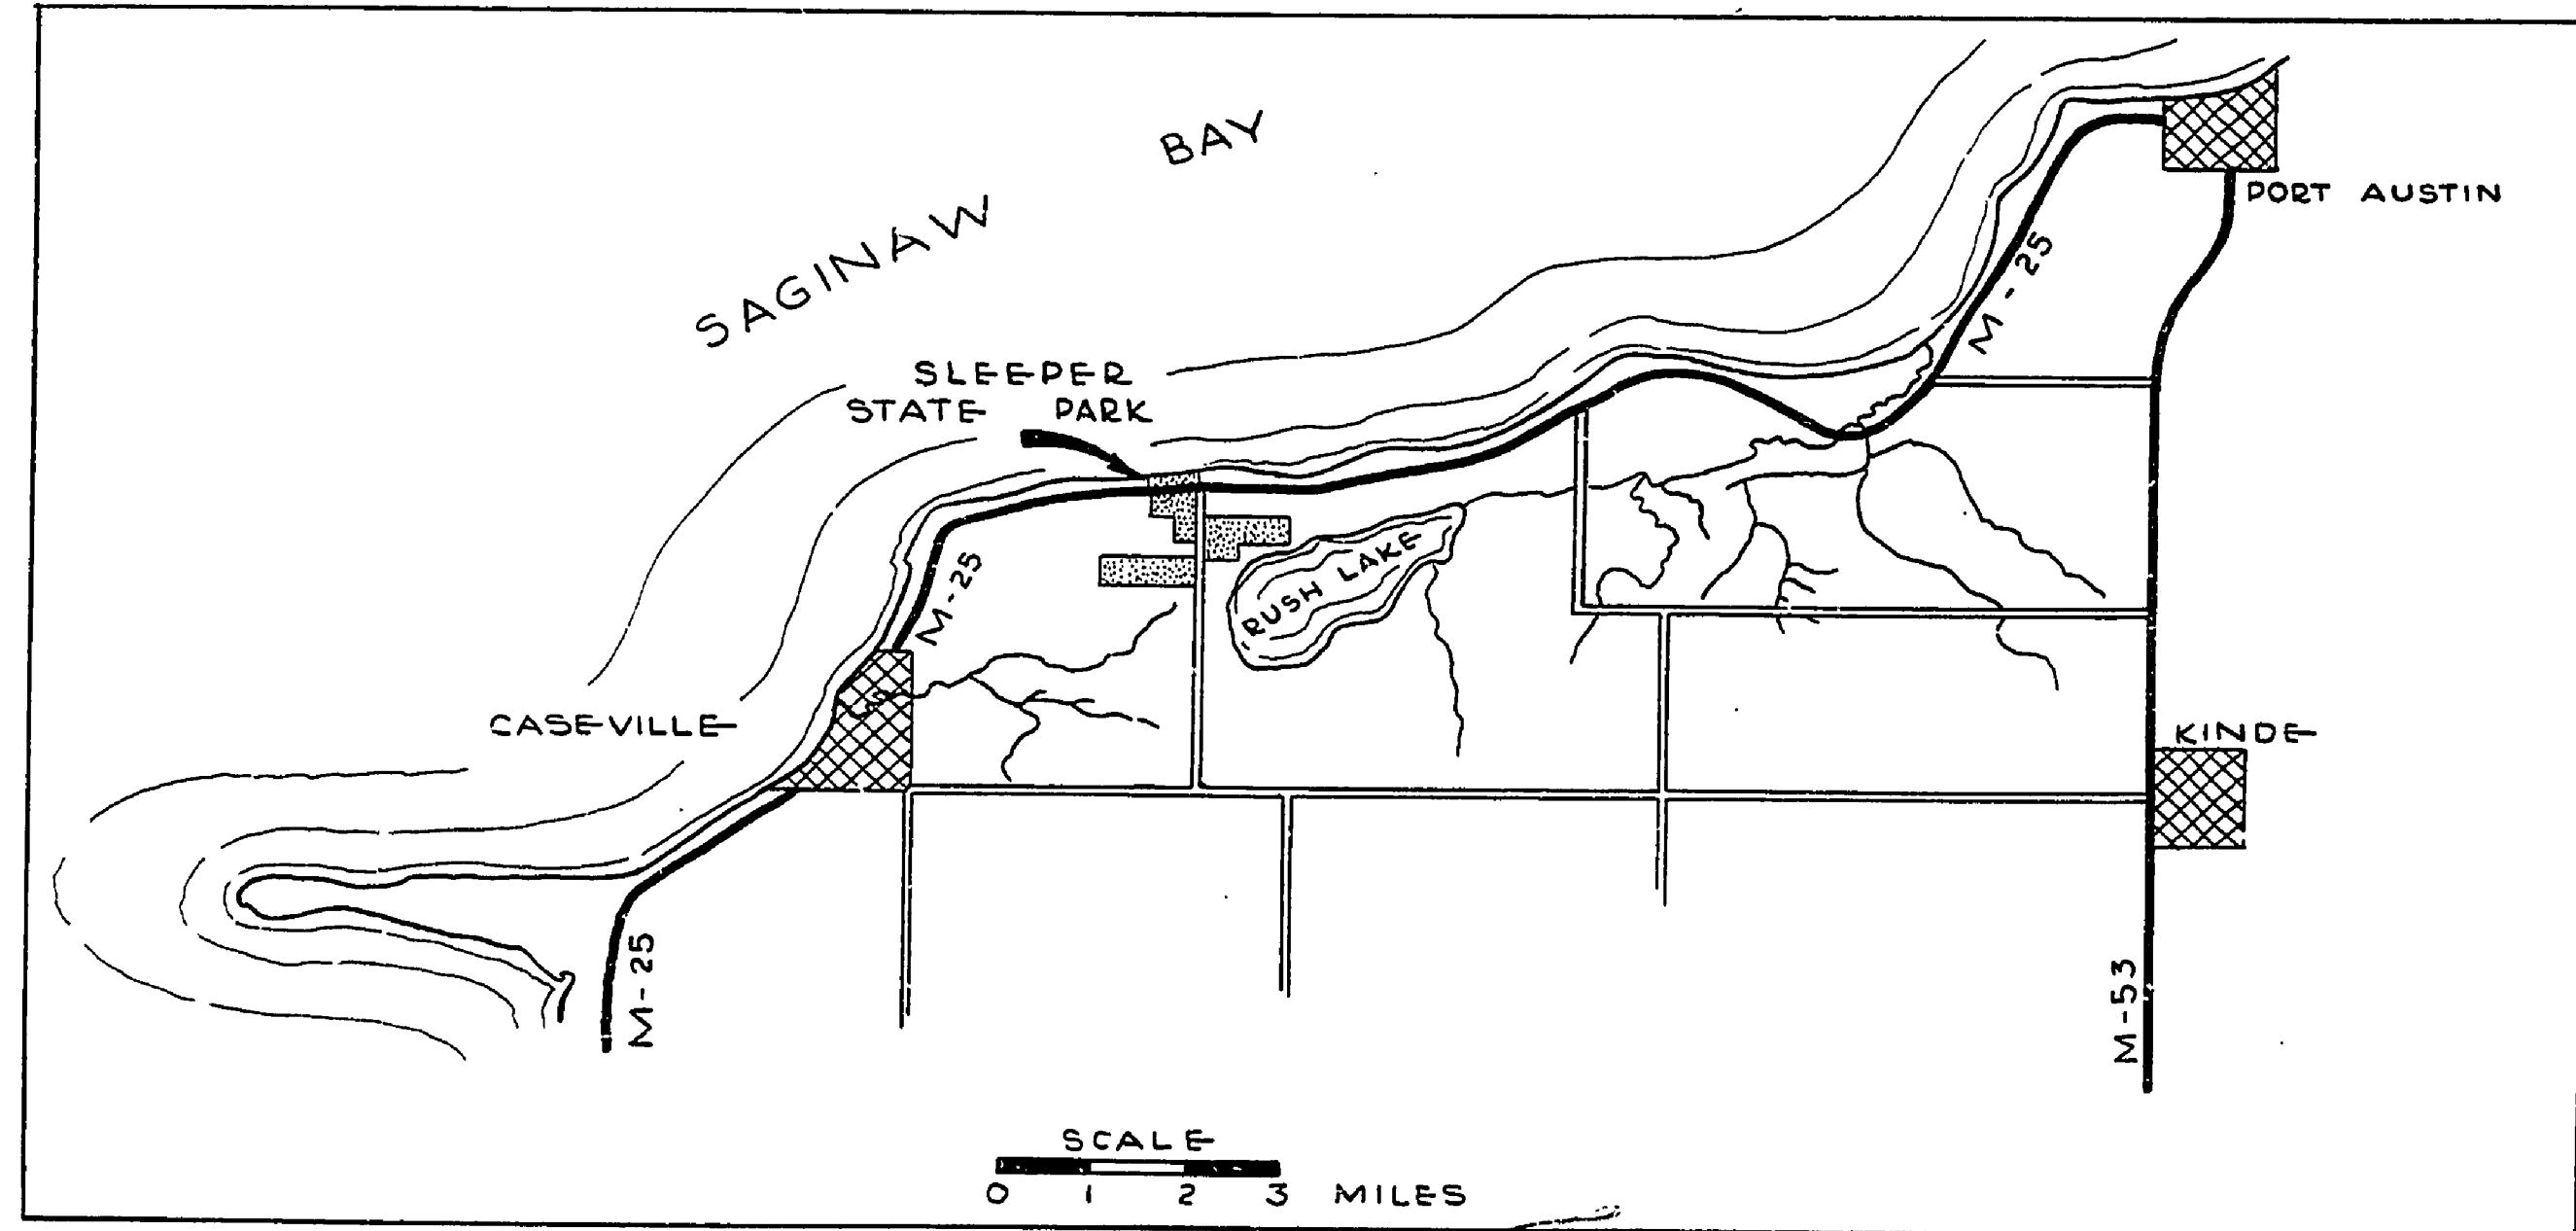 SAGINAW BAY
PORT AUSTIN
M-25
SLEEPER
STATE PARK
M-25
RUSH LAKE
CASEVILLE
KINDE
M-25
M-53
SCALE
0 1 2 3 MILES